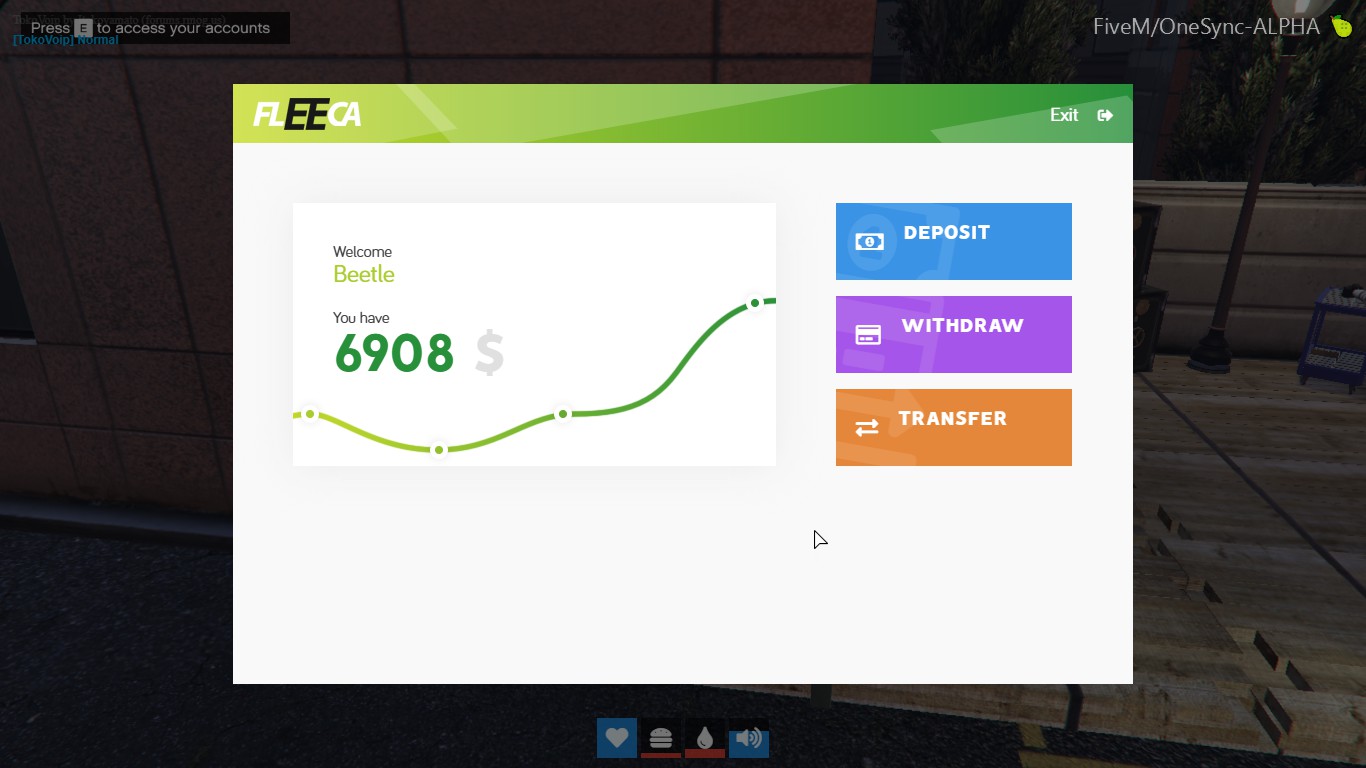 Press E to access your accounts
[TokoVoip] Normal
FiveM/OneSync-ALPHA
FLEECA
Exit
Welcome
Beetle
You have
6908 $
DEPOSIT
WITHDRAW
TRANSFER